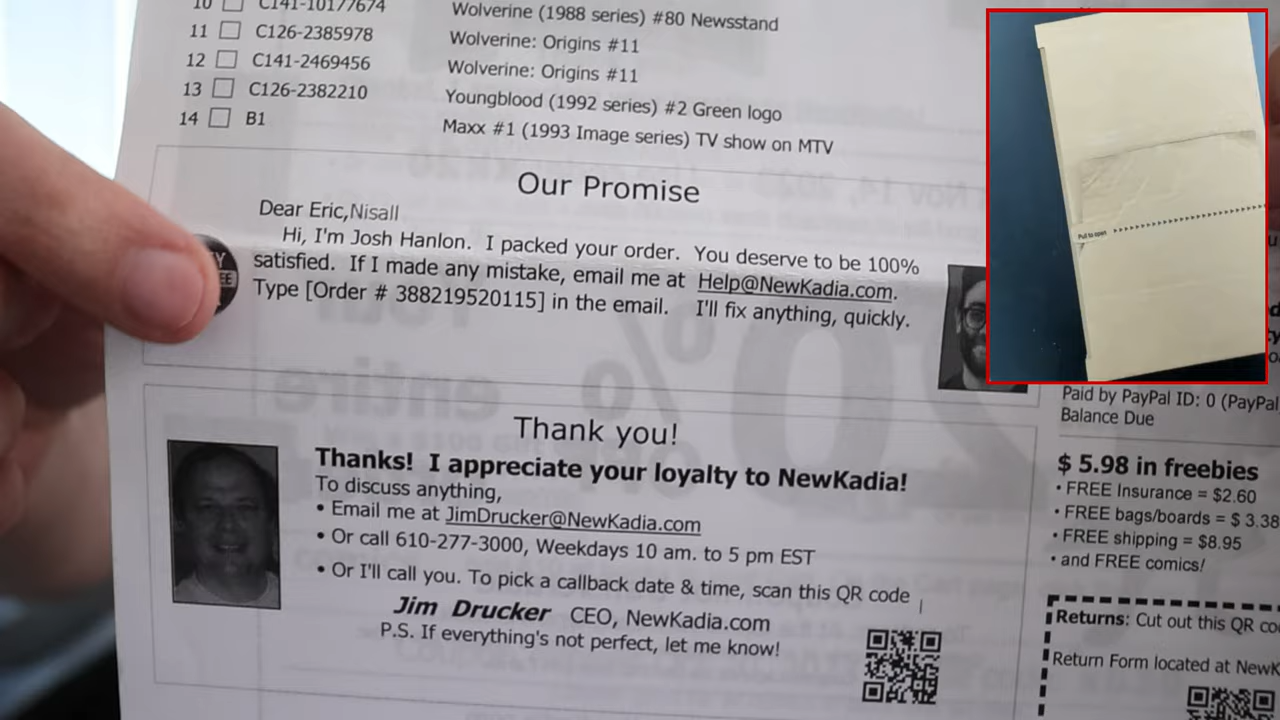 10 C141-10177674 Wolverine (1988 series) #80 Newsstand
11 C126-2385978 Wolverine: Origins #11
12 C141-2469456 Wolverine: Origins #11
13 C126-2382210 Youngblood (1992 series) #2 Green logo
14 B1 Maxx #1 (1993 Image series) TV show on MTV
Our Promise
Dear Eric,Nisall
Hi, I'm Josh Hanlon. I packed your order. You deserve to be 100%
satisfied. If I made any mistake, email me at Help@NewKadia.com.
Type [Order # 388219520115] in the email. I'll fix anything, quickly.
Thank you!
Thanks! I appreciate your loyalty to NewKadia!
To discuss anything,
• Email me at JimDrucker@NewKadia.com
• Or call 610-277-3000, Weekdays 10 am. to 5 pm EST
• Or I'll call you. To pick a callback date & time, scan this QR code
Jim Drucker CEO, NewKadia.com
P.S. If everything's not perfect, let me know!
Pull to open
Paid by PayPal ID: 0 (PayPal
Balance Due
$ 5.98 in freebies
• FREE Insurance = $2.60
• FREE bags/boards = $ 3.38
• FREE shipping = $8.95
• and FREE comics!
Returns: Cut out this QR
Return Form located at